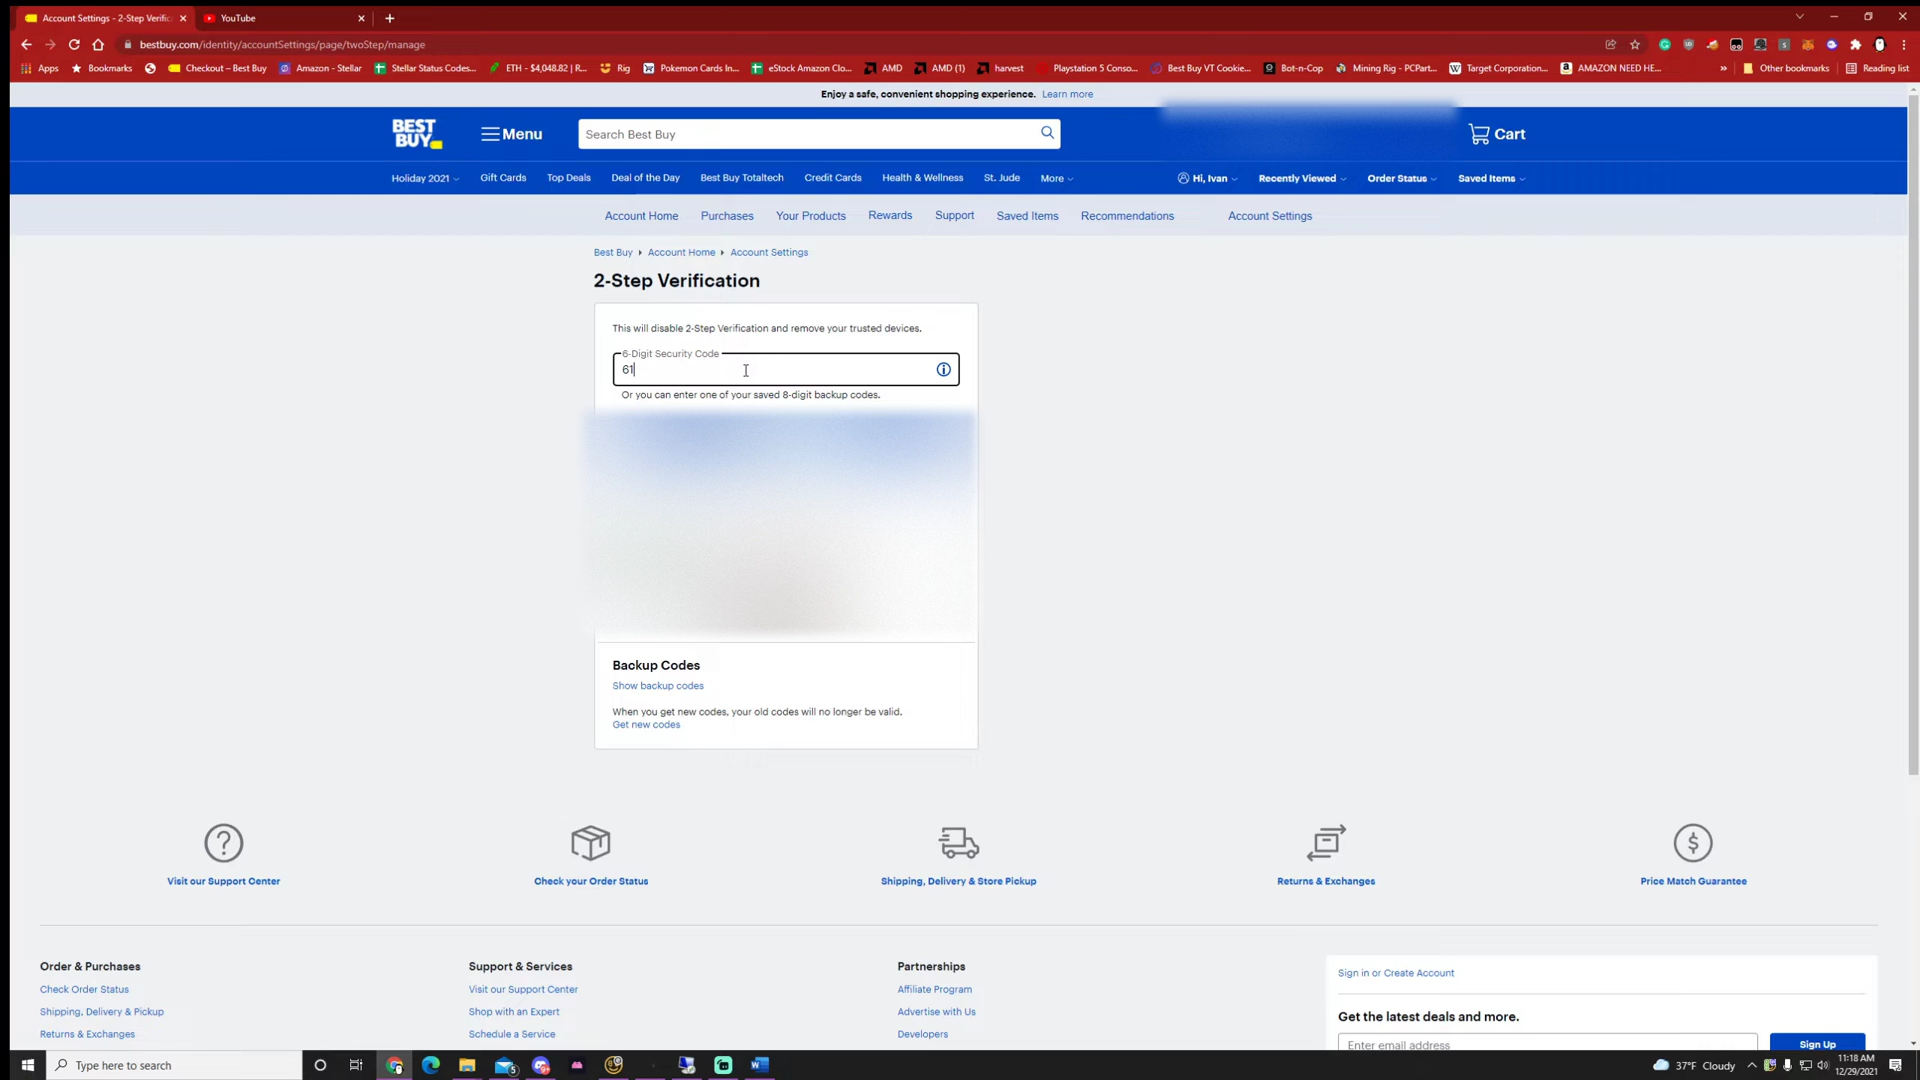 Account Settings - 2-Step Verific
YouTube
bestbuy.com/identity/accountSettings/page/twoStep/manage
Apps
Bookmarks
Checkout – Best Buy
Amazon - Stellar
Stellar Status Codes...
ETH - $4,048.82 | R...
Rig
Pokemon Cards In...
eStock Amazon Clo...
AMD
AMD (1)
harvest
Playstation 5 Conso...
Best Buy VT Cookie...
Bot-n-Cop
Mining Rig - PCPart...
Target Corporation...
AMAZON NEED HE...
»
Other bookmarks
Reading list
Enjoy a safe, convenient shopping experience. Learn more
BEST BUY
Menu
Search Best Buy
Cart
Holiday 2021
Gift Cards
Top Deals
Deal of the Day
Best Buy Totaltech
Credit Cards
Health & Wellness
St. Jude
More
Hi, Ivan
Recently Viewed
Order Status
Saved Items
Account Home
Purchases
Your Products
Rewards
Support
Saved Items
Recommendations
Account Settings
Best Buy
Account Home
Account Settings
2-Step Verification
This will disable 2-Step Verification and remove your trusted devices.
6-Digit Security Code
61
Or you can enter one of your saved 8-digit backup codes.
Backup Codes
Show backup codes
When you get new codes, your old codes will no longer be valid.
Get new codes
Visit our Support Center
Check your Order Status
Shipping, Delivery & Store Pickup
Returns & Exchanges
Price Match Guarantee
Order & Purchases
Check Order Status
Shipping, Delivery & Pickup
Returns & Exchanges
Support & Services
Visit our Support Center
Shop with an Expert
Schedule a Service
Partnerships
Affiliate Program
Advertise with Us
Developers
Sign in or Create Account
Get the latest deals and more.
Enter email address
Sign Up
Type here to search
37°F Cloudy
11:18 AM
12/29/2021